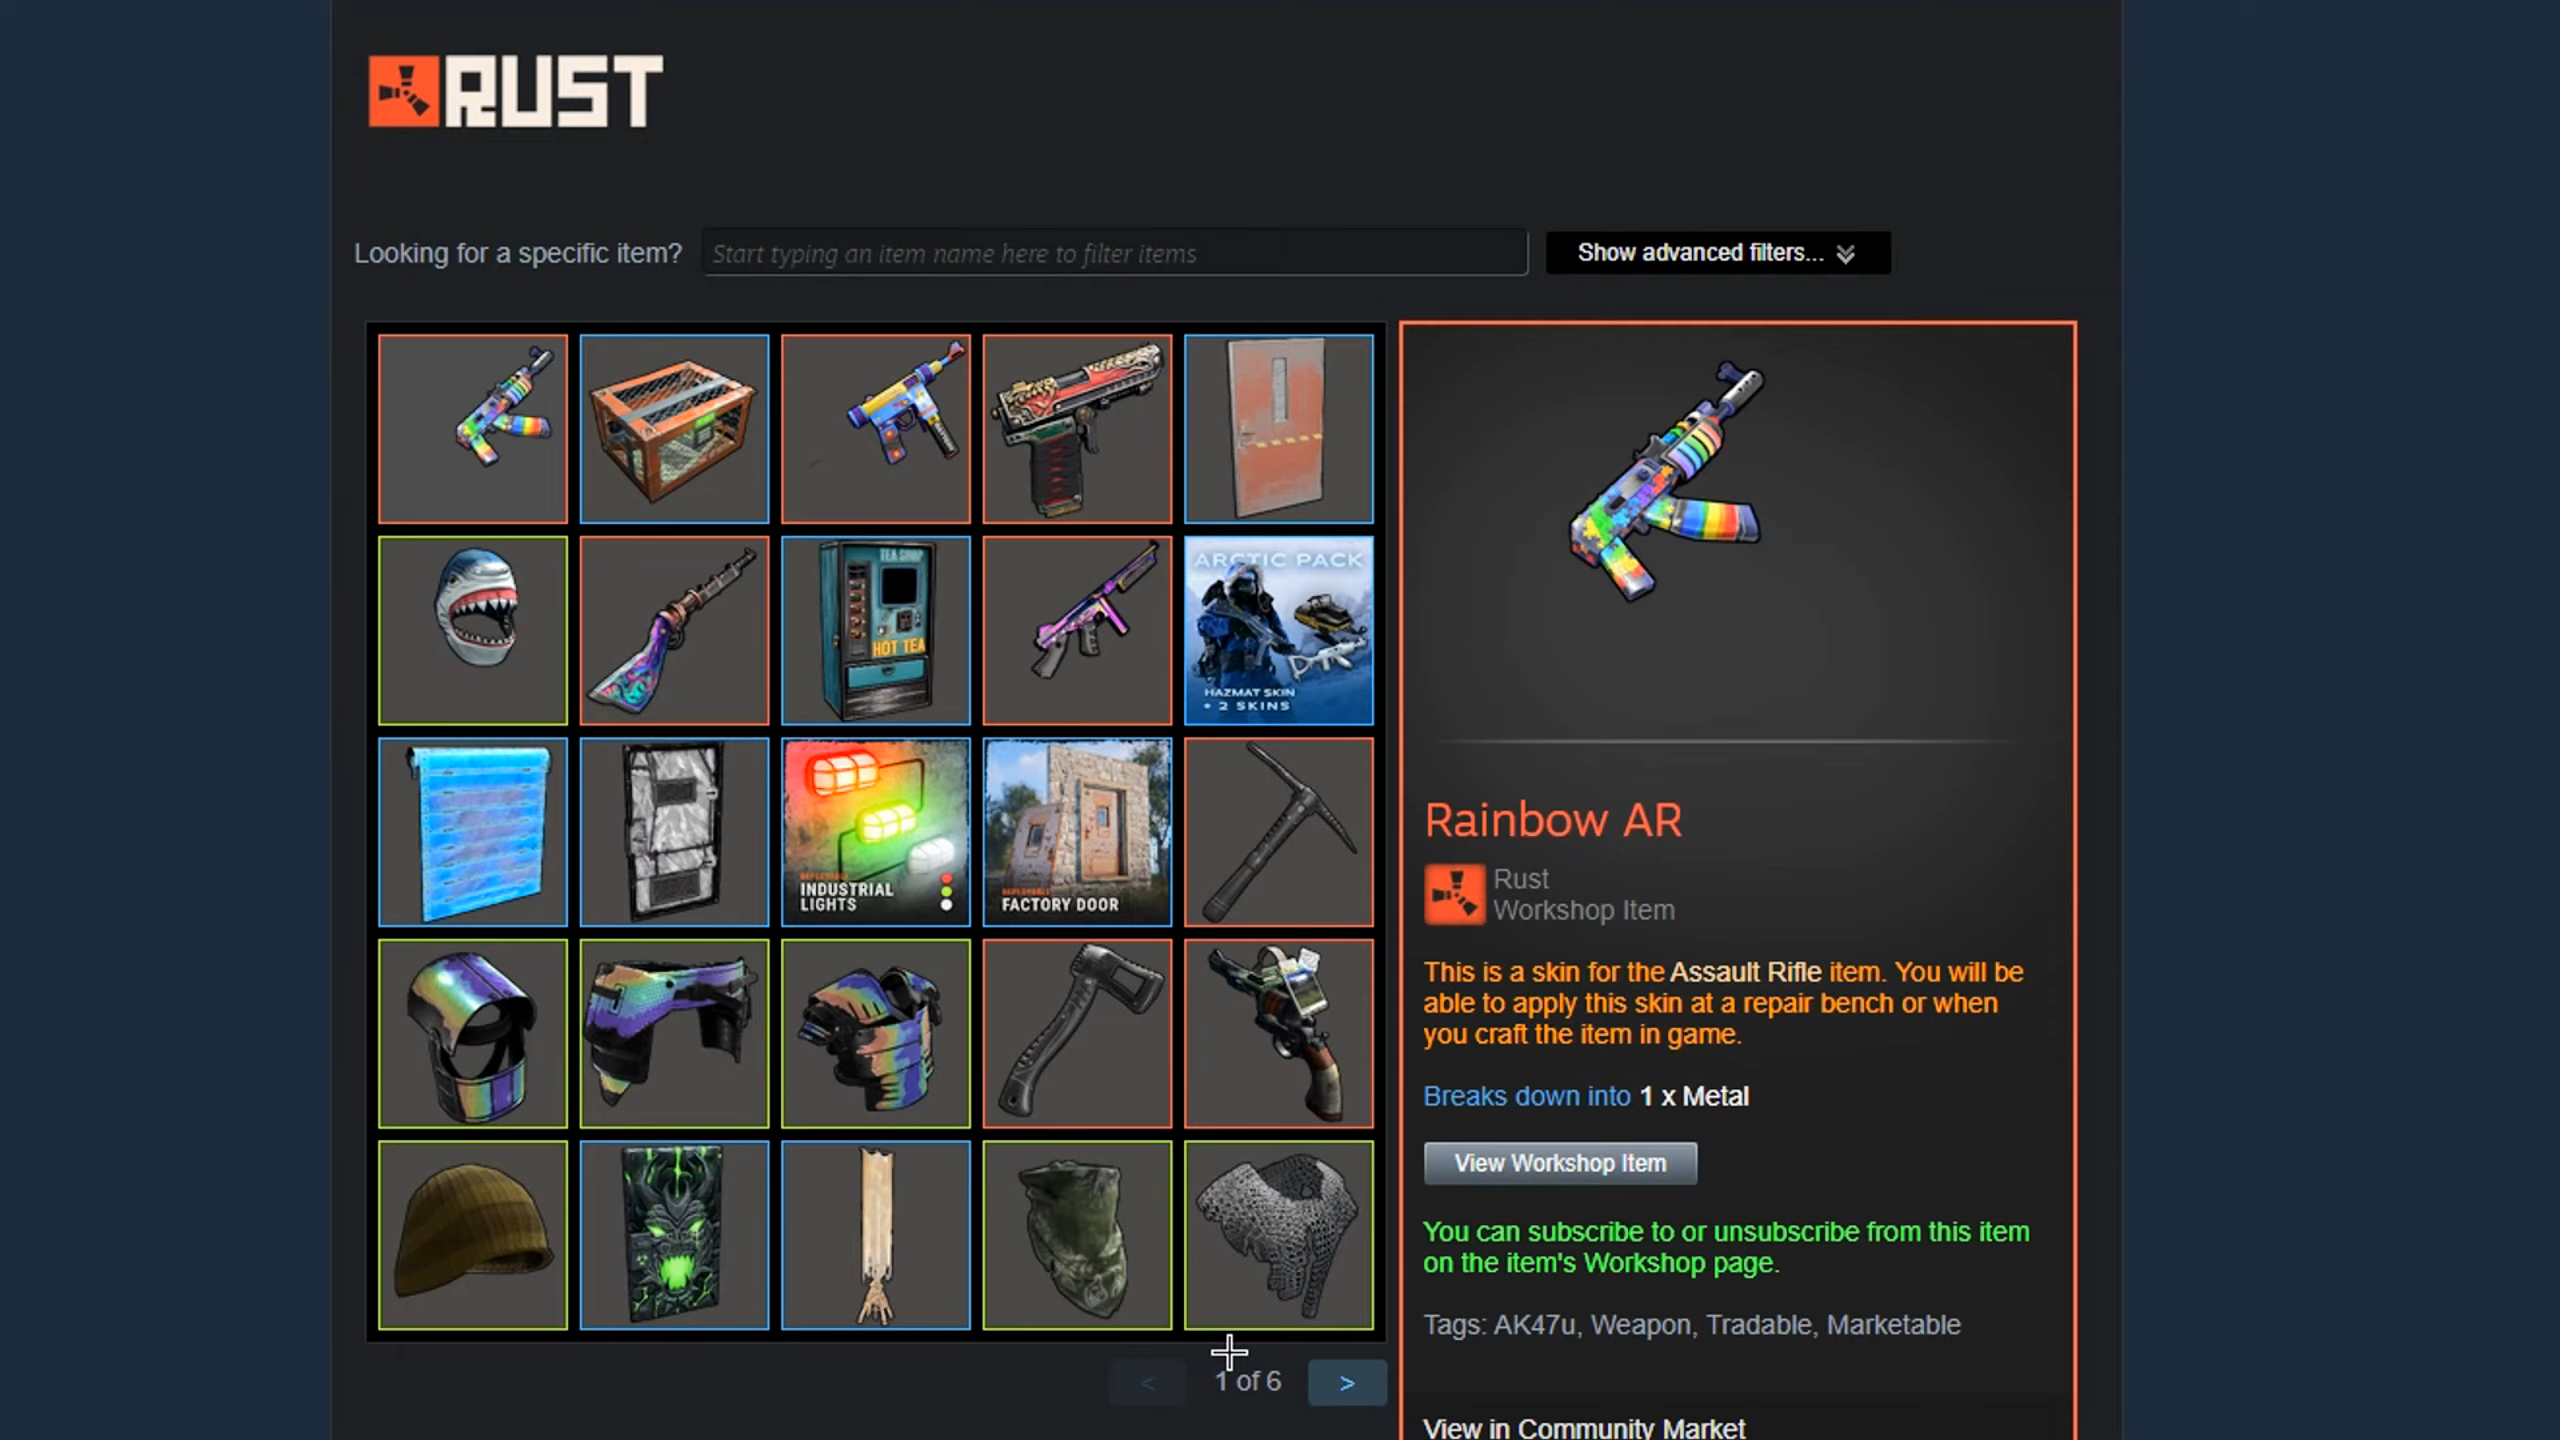 RUST
Looking for a specific item?
Start typing an item name here to filter items
Show advanced filters...
TEA SHOP
HOT TEA
ARCTIC PACK
HAZMAT SKIN
+ 2 SKINS
DEPLOYABLE
INDUSTRIAL
LIGHTS
DEPLOYABLE
FACTORY DOOR
< 1 of 6 >
Rainbow AR
Rust
Workshop Item
This is a skin for the Assault Rifle item. You will be
able to apply this skin at a repair bench or when
you craft the item in game.
Breaks down into 1 x Metal
View Workshop Item
You can subscribe to or unsubscribe from this item
on the item's Workshop page.
Tags: AK47u, Weapon, Tradable, Marketable
View in Community Market